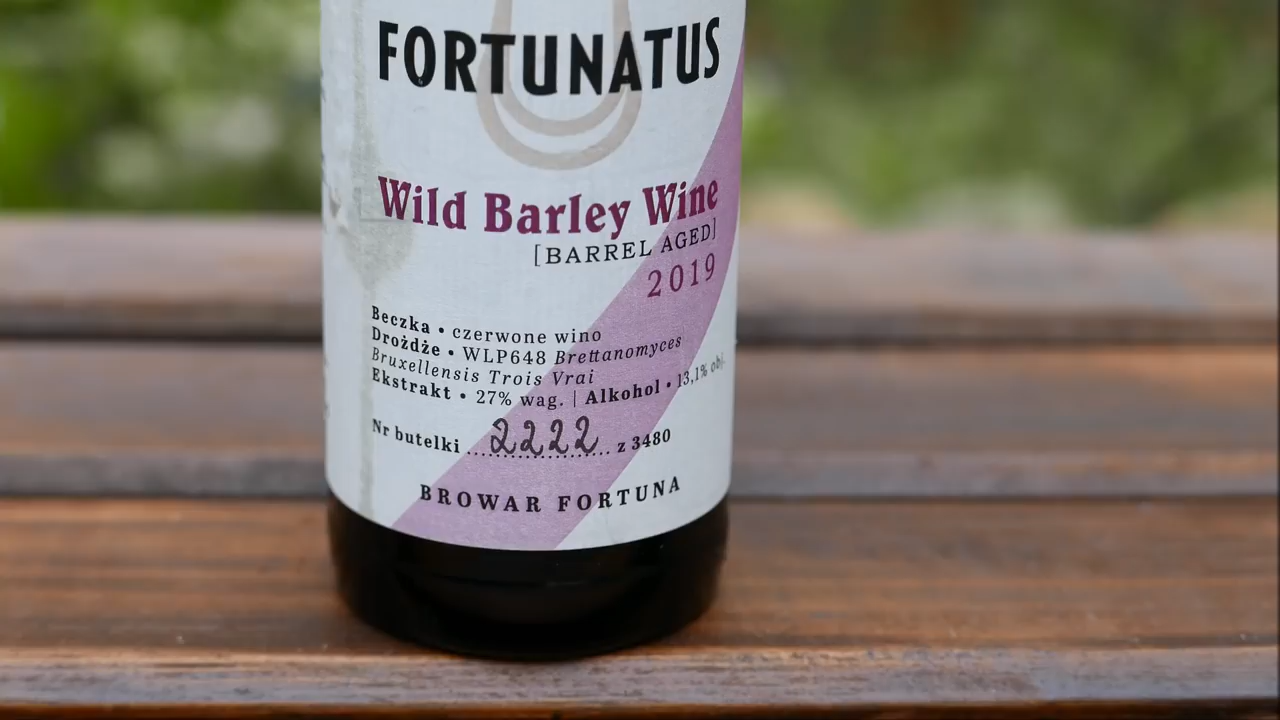 FORTUNATUS
Wild Barley Wine
[BARREL AGED]
2019
Beczka • czerwone wino
Drożdże • WLP648 Brettanomyces
Bruxellensis Trois Vrai
Ekstrakt • 27% wag. | Alkohol • 13,1% obj.
Nr butelki ...2222... z 3480
BROWAR FORTUNA